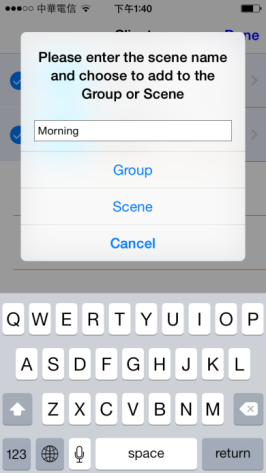 中華電信 下午1:40
Please enter the scene name
and choose to add to the
Group or Scene
Morning
Group
Scene
Cancel
Q W E R T Y U I O P
A S D F G H J K L
Z X C V B N M
123 space return